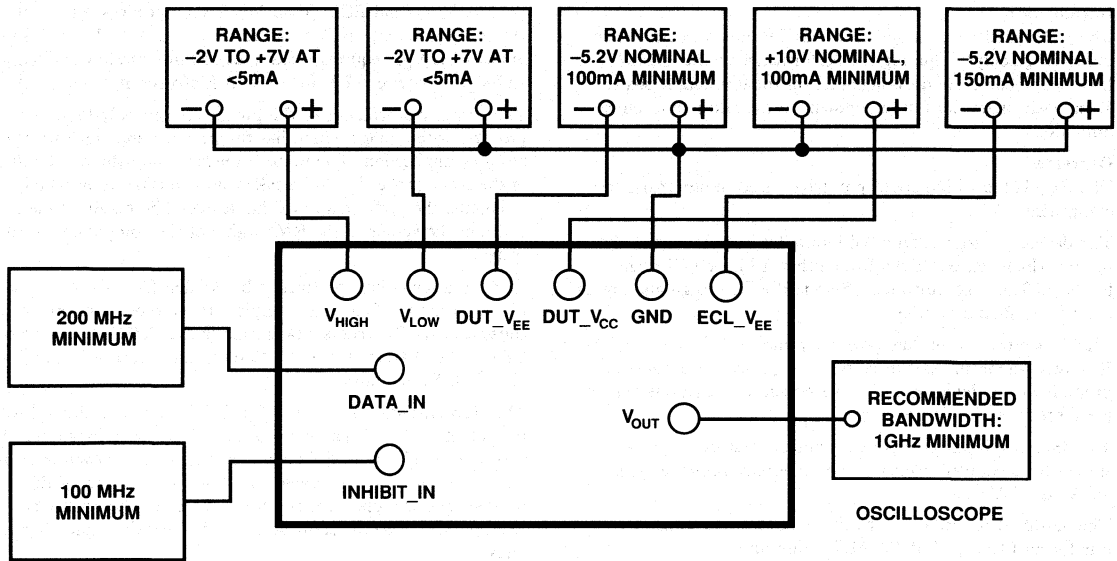 RANGE:
–2V TO +7V AT
<5mA
– +
RANGE:
–2V TO +7V AT
<5mA
– +
RANGE:
–5.2V NOMINAL
100mA MINIMUM
– +
RANGE:
+10V NOMINAL,
100mA MINIMUM
– +
RANGE:
–5.2V NOMINAL
150mA MINIMUM
– +
V_HIGH
V_LOW
DUT_V_EE
DUT_V_CC
GND
ECL_V_EE
200 MHz
MINIMUM
DATA_IN
100 MHz
MINIMUM
INHIBIT_IN
V_OUT
RECOMMENDED
BANDWIDTH:
1GHz MINIMUM
OSCILLOSCOPE